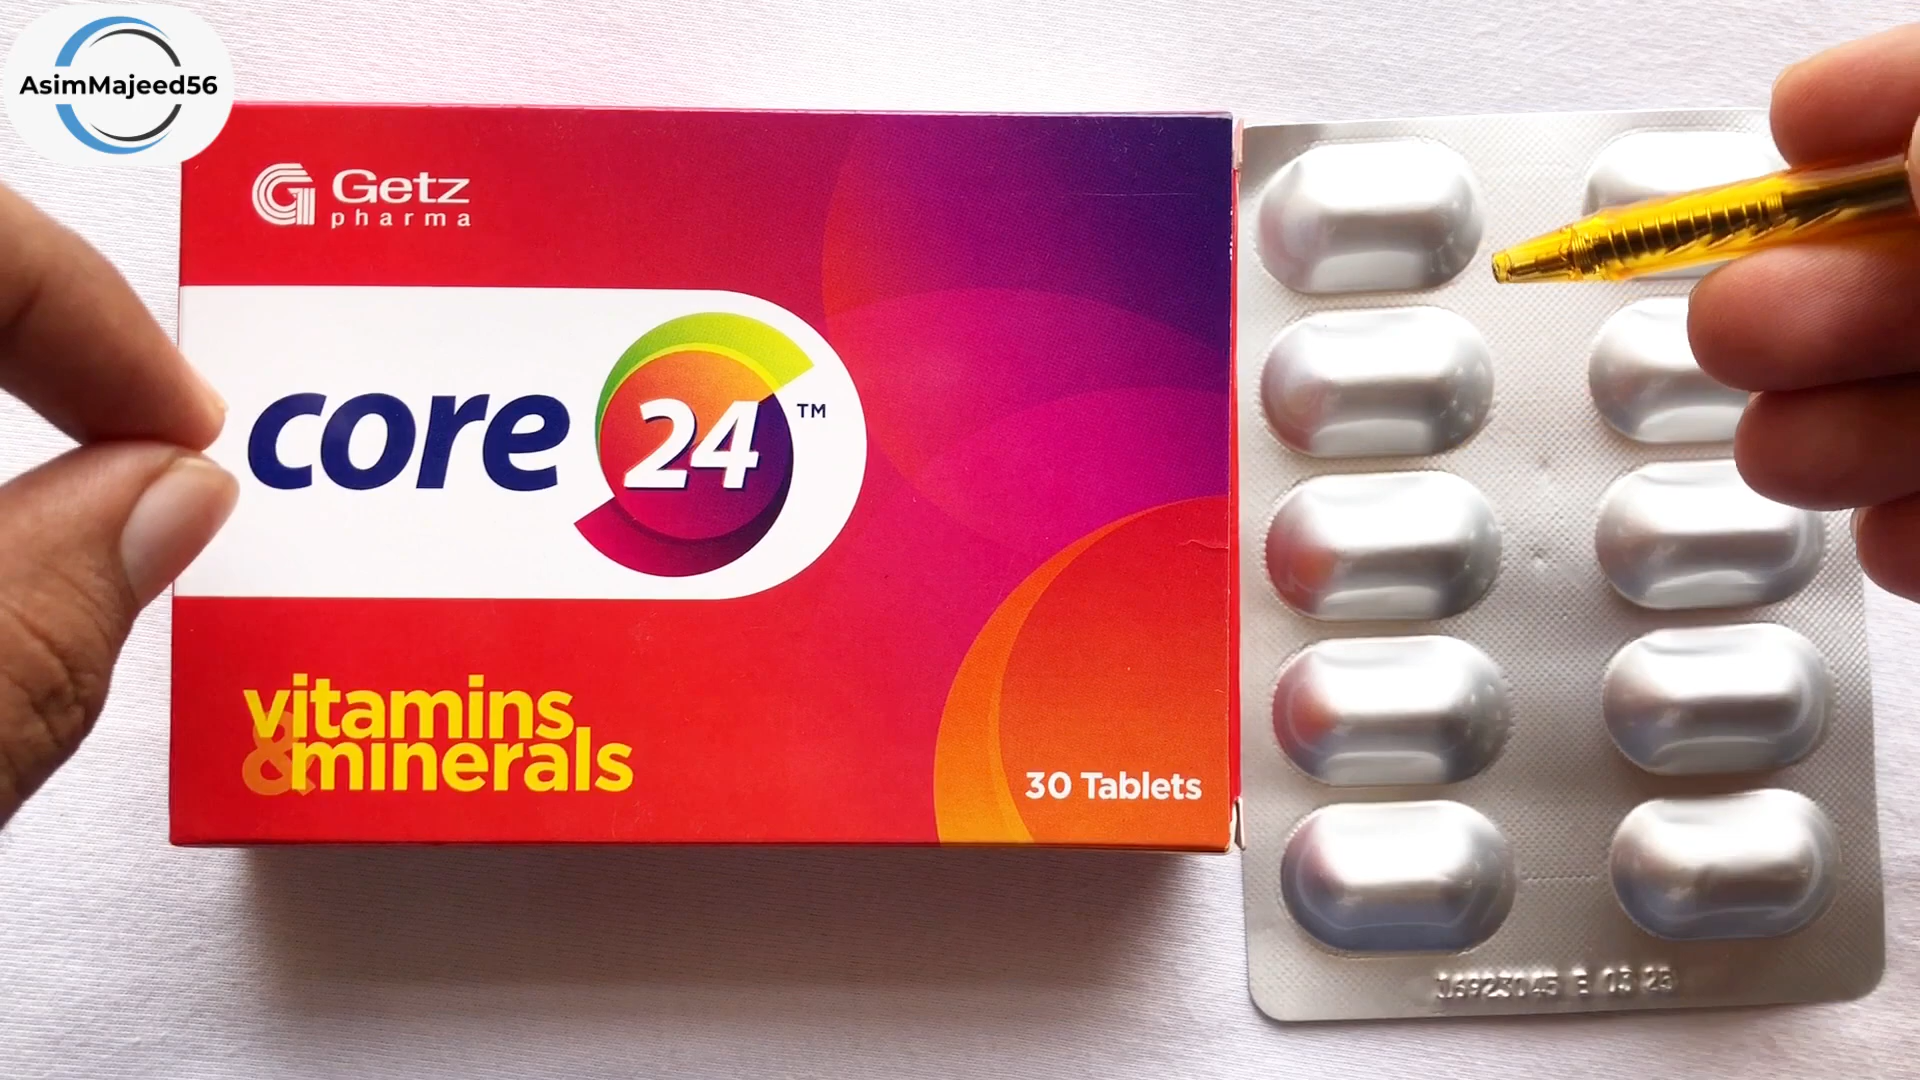 AsimMajeed56
Getz
pharma
core 24 ™
vitamins
&minerals
30 Tablets